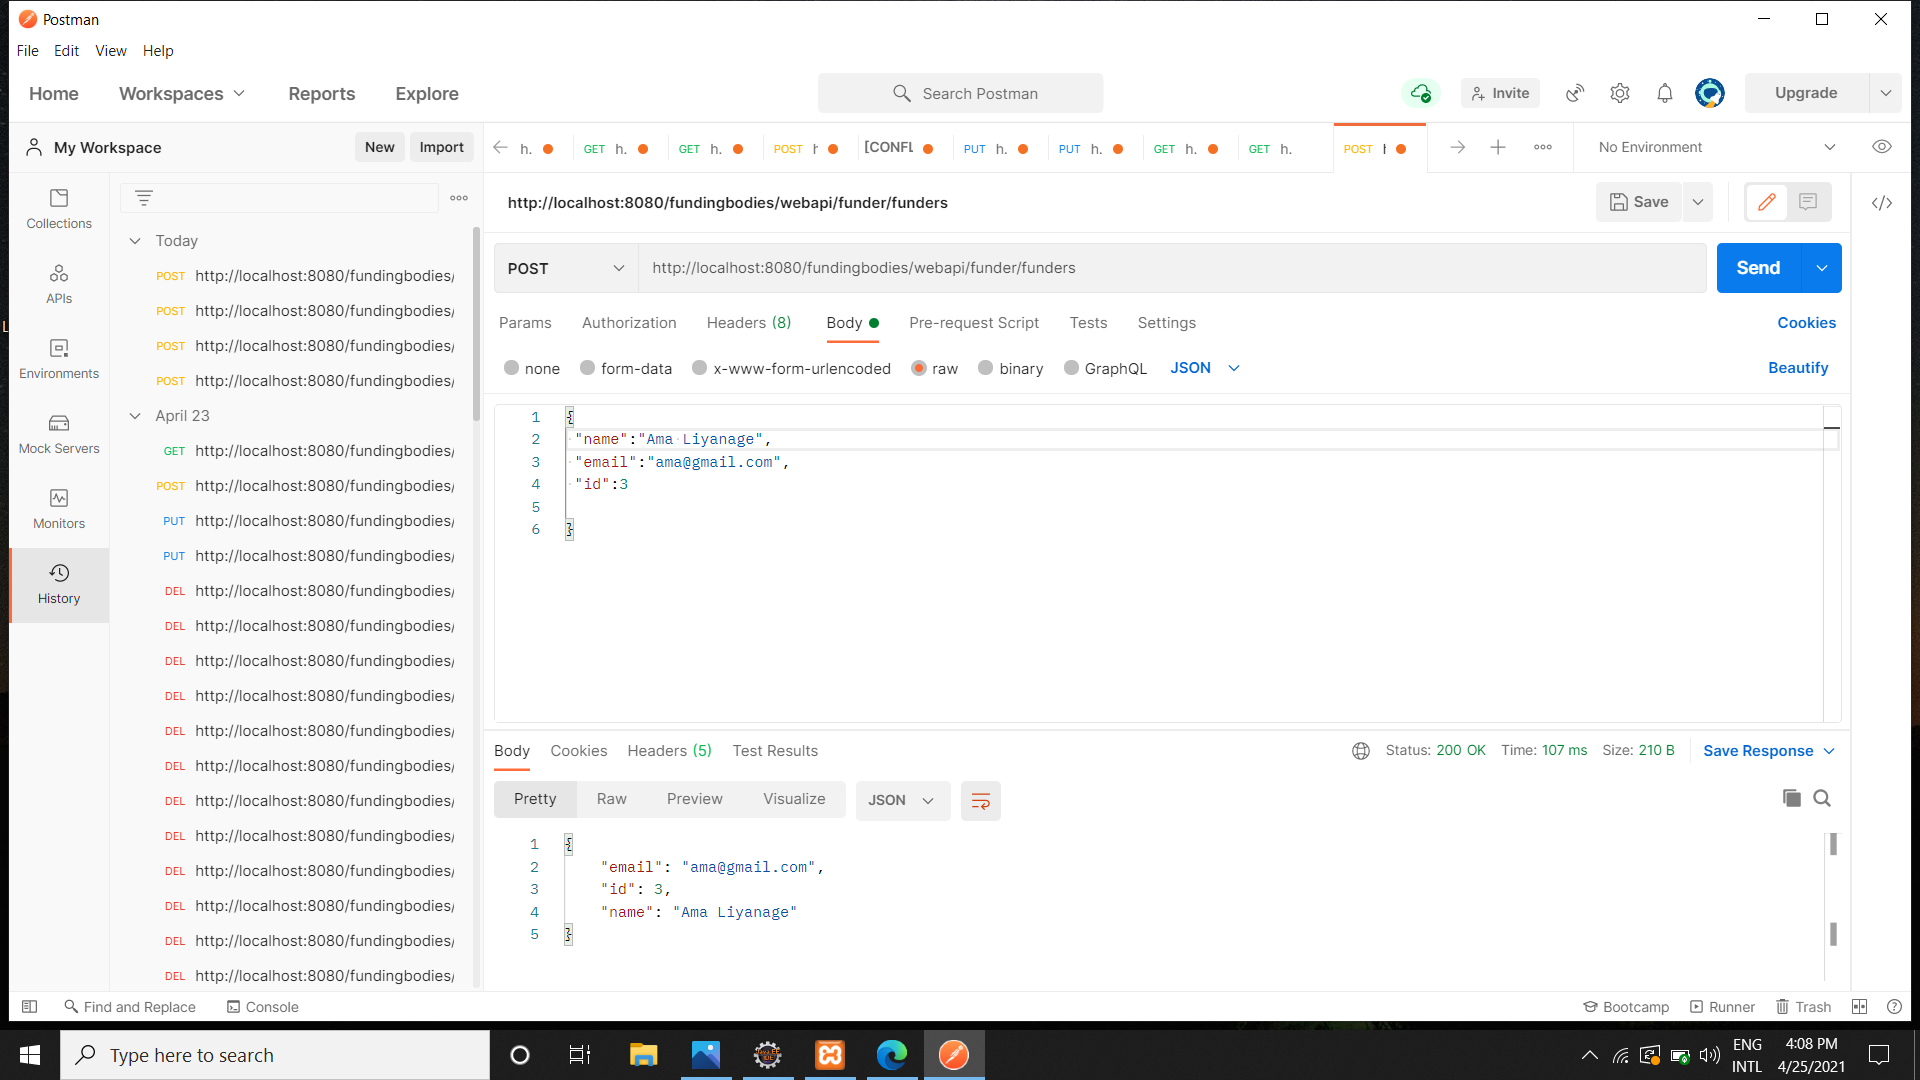 Postman
File Edit View Help
Home Workspaces Reports Explore Search Postman Invite Upgrade
My Workspace New Import
h. GET h. GET h. POST [CONFL PUT h. PUT h. GET h. GET h. POST No Environment
Collections
APIs
Environments
Mock Servers
Monitors
History
Today
POST http://localhost:8080/fundingbodies/
POST http://localhost:8080/fundingbodies/
POST http://localhost:8080/fundingbodies/
POST http://localhost:8080/fundingbodies/
April 23
GET http://localhost:8080/fundingbodies/
POST http://localhost:8080/fundingbodies/
PUT http://localhost:8080/fundingbodies/
PUT http://localhost:8080/fundingbodies/
DEL http://localhost:8080/fundingbodies/
DEL http://localhost:8080/fundingbodies/
DEL http://localhost:8080/fundingbodies/
DEL http://localhost:8080/fundingbodies/
DEL http://localhost:8080/fundingbodies/
DEL http://localhost:8080/fundingbodies/
DEL http://localhost:8080/fundingbodies/
DEL http://localhost:8080/fundingbodies/
DEL http://localhost:8080/fundingbodies/
DEL http://localhost:8080/fundingbodies/
DEL http://localhost:8080/fundingbodies/
DEL http://localhost:8080/fundingbodies/
http://localhost:8080/fundingbodies/webapi/funder/funders Save
POST http://localhost:8080/fundingbodies/webapi/funder/funders Send
Params Authorization Headers (8) Body Pre-request Script Tests Settings Cookies
none form-data x-www-form-urlencoded raw binary GraphQL JSON Beautify
1 {
2 "name":"Ama Liyanage",
3 "email":"ama@gmail.com",
4 "id":3
5
6 }
Body Cookies Headers (5) Test Results Status: 200 OK Time: 107 ms Size: 210 B Save Response
Pretty Raw Preview Visualize JSON
1 {
2 "email": "ama@gmail.com",
3 "id": 3,
4 "name": "Ama Liyanage"
5 }
Find and Replace Console Bootcamp Runner Trash
Type here to search
ENG
INTL
4:08 PM
4/25/2021